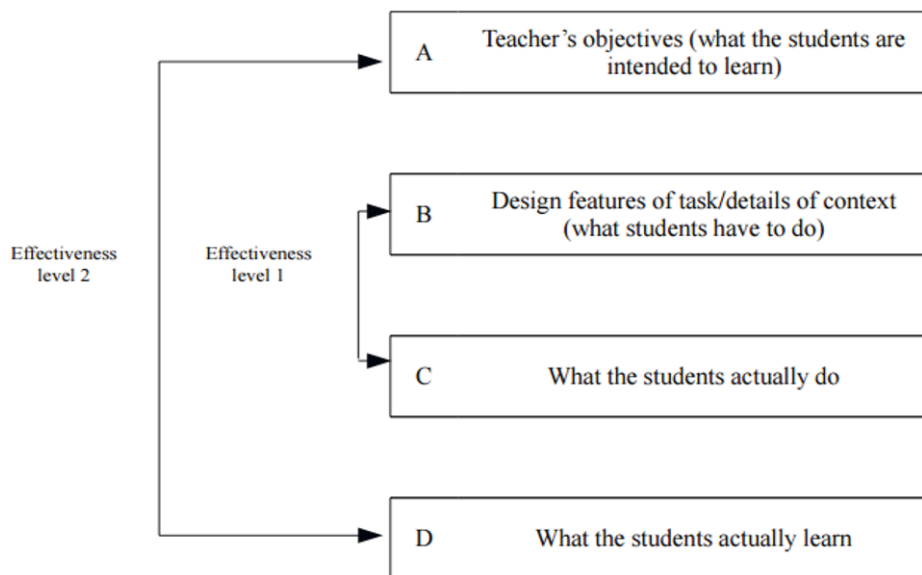 A Teacher’s objectives (what the students are
intended to learn)
B Design features of task/details of context
(what students have to do)
Effectiveness
level 2
Effectiveness
level 1
C What the students actually do
D What the students actually learn